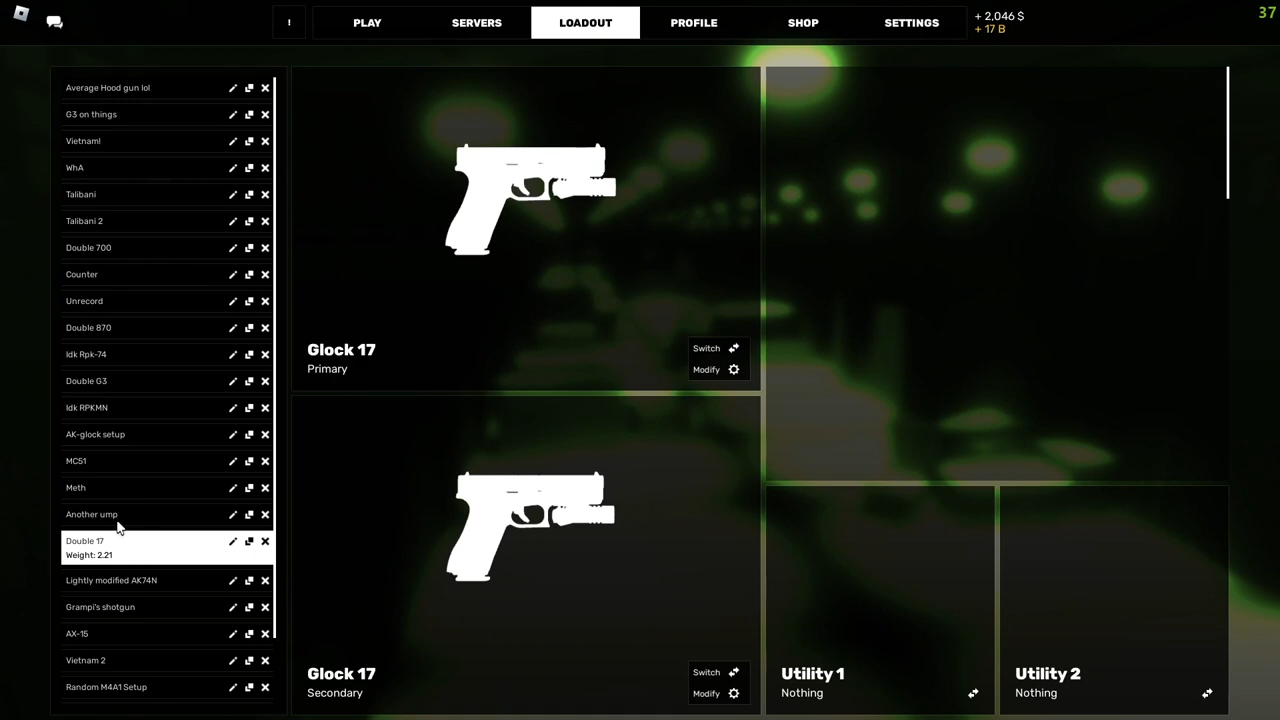 !
PLAY
SERVERS
LOADOUT
PROFILE
SHOP
SETTINGS
+ 2,046 $
+ 17 B
37
Average Hood gun lol
G3 on things
Vietnam!
WhA
Talibani
Talibani 2
Double 700
Counter
Unrecord
Double 870
Idk Rpk-74
Double G3
Idk RPKMN
AK-glock setup
MC51
Meth
Another ump
Double 17
Weight: 2.21
Lightly modified AK74N
Grampi's shotgun
AX-15
Vietnam 2
Random M4A1 Setup
Glock 17
Primary
Switch
Modify
Glock 17
Secondary
Switch
Modify
Utility 1
Nothing
Utility 2
Nothing